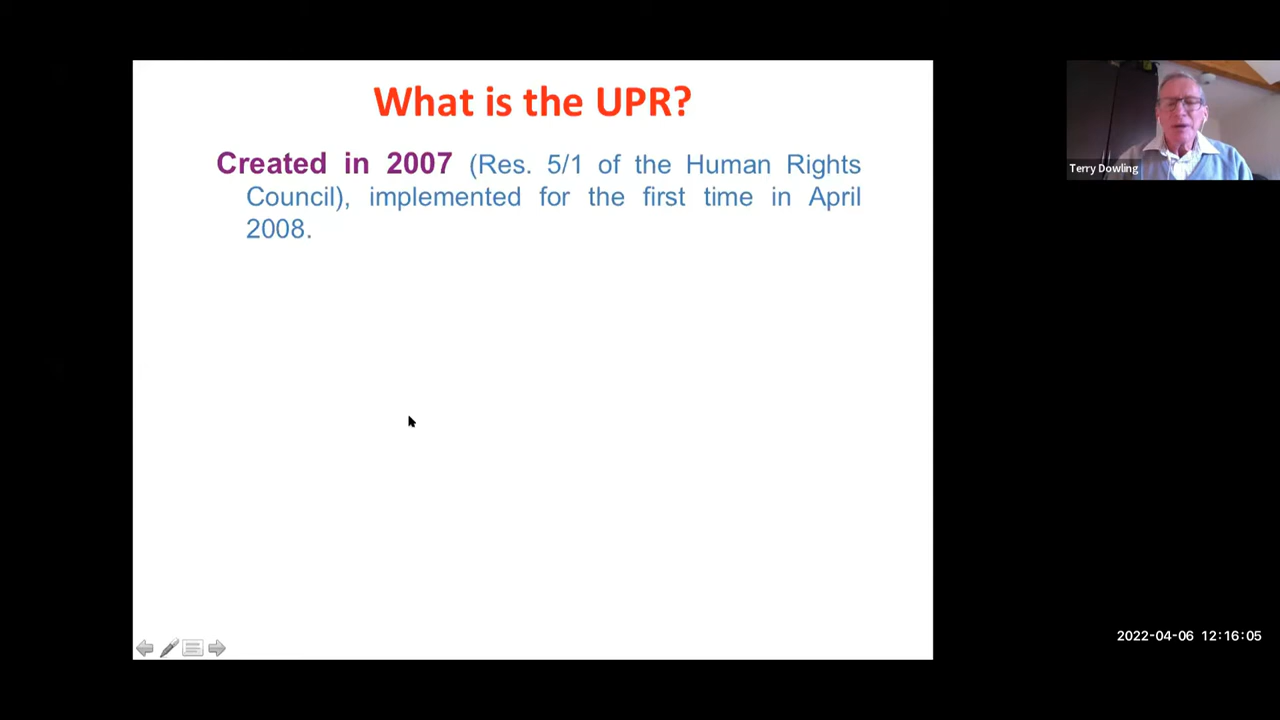 What is the UPR?
Created in 2007 (Res. 5/1 of the Human Rights
Council), implemented for the first time in April
2008.
Terry Dowling
2022-04-06 12:16:05